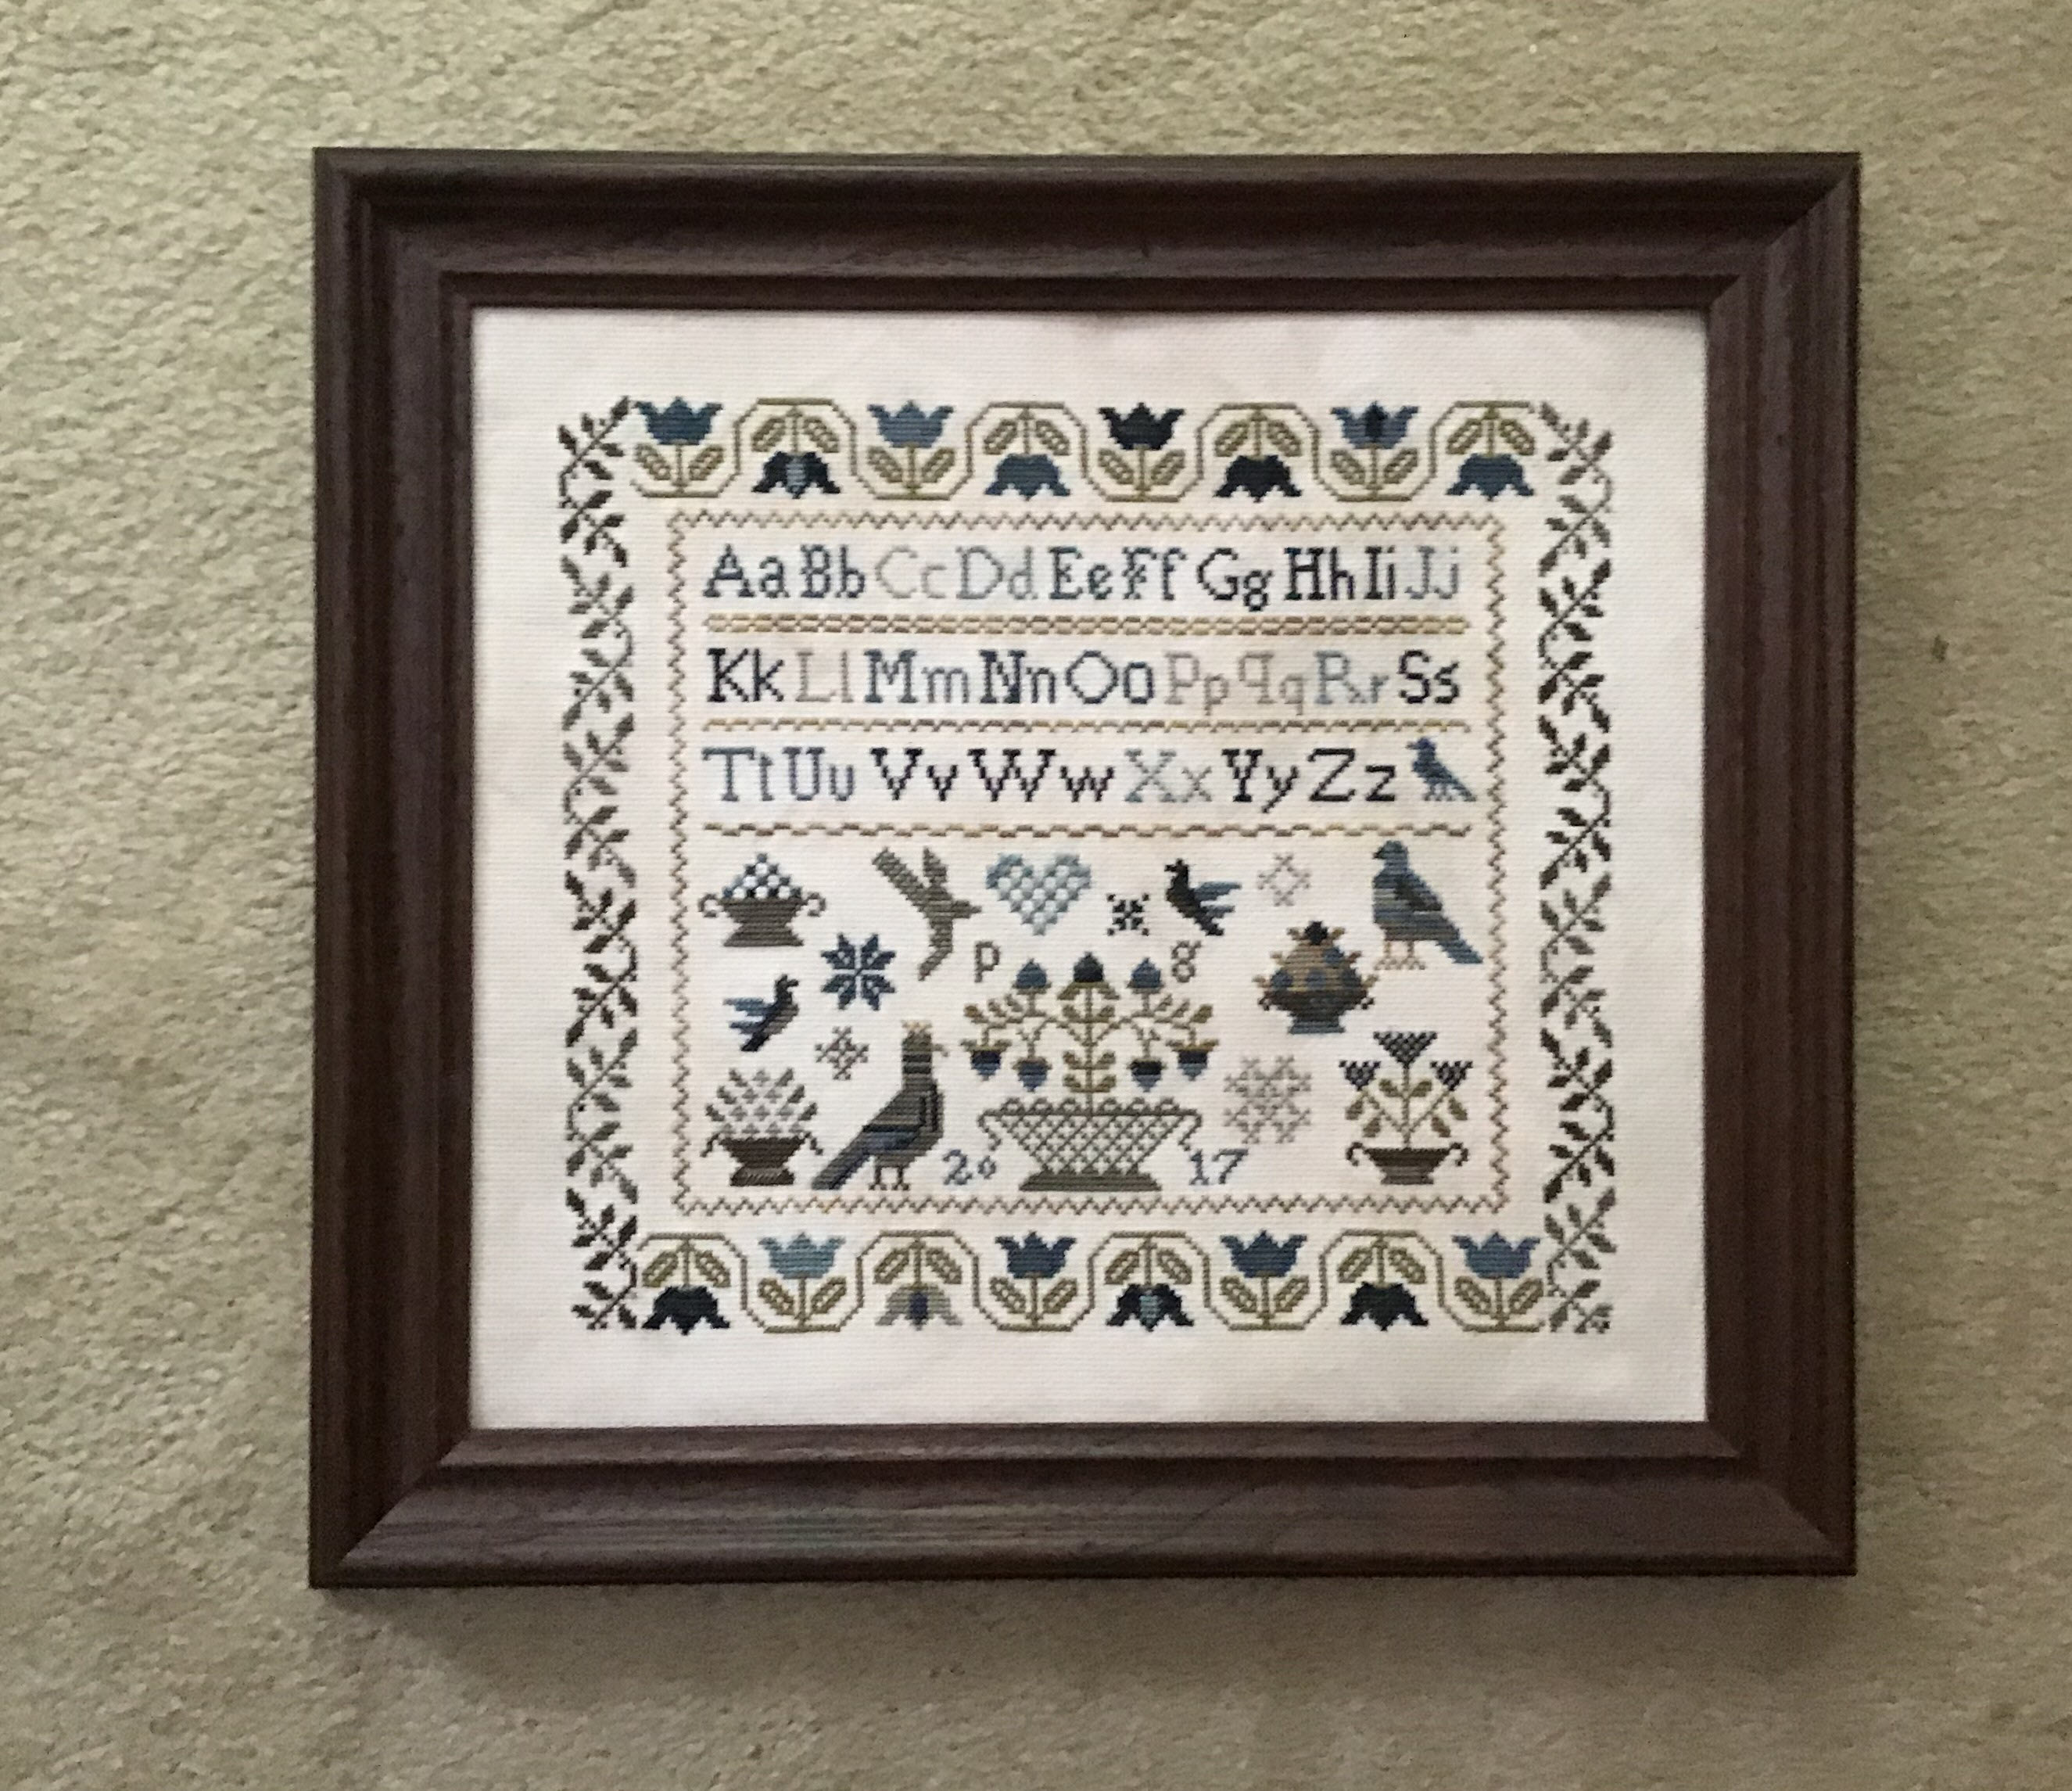 Aa Bb Cc Dd Ee Ff Gg Hh Ii Jj
Kk Ll Mm Nn Oo Pp ꟼq Rr Ss
Tt Uu Vv Ww Xx Yy Zz
P 8
20 17